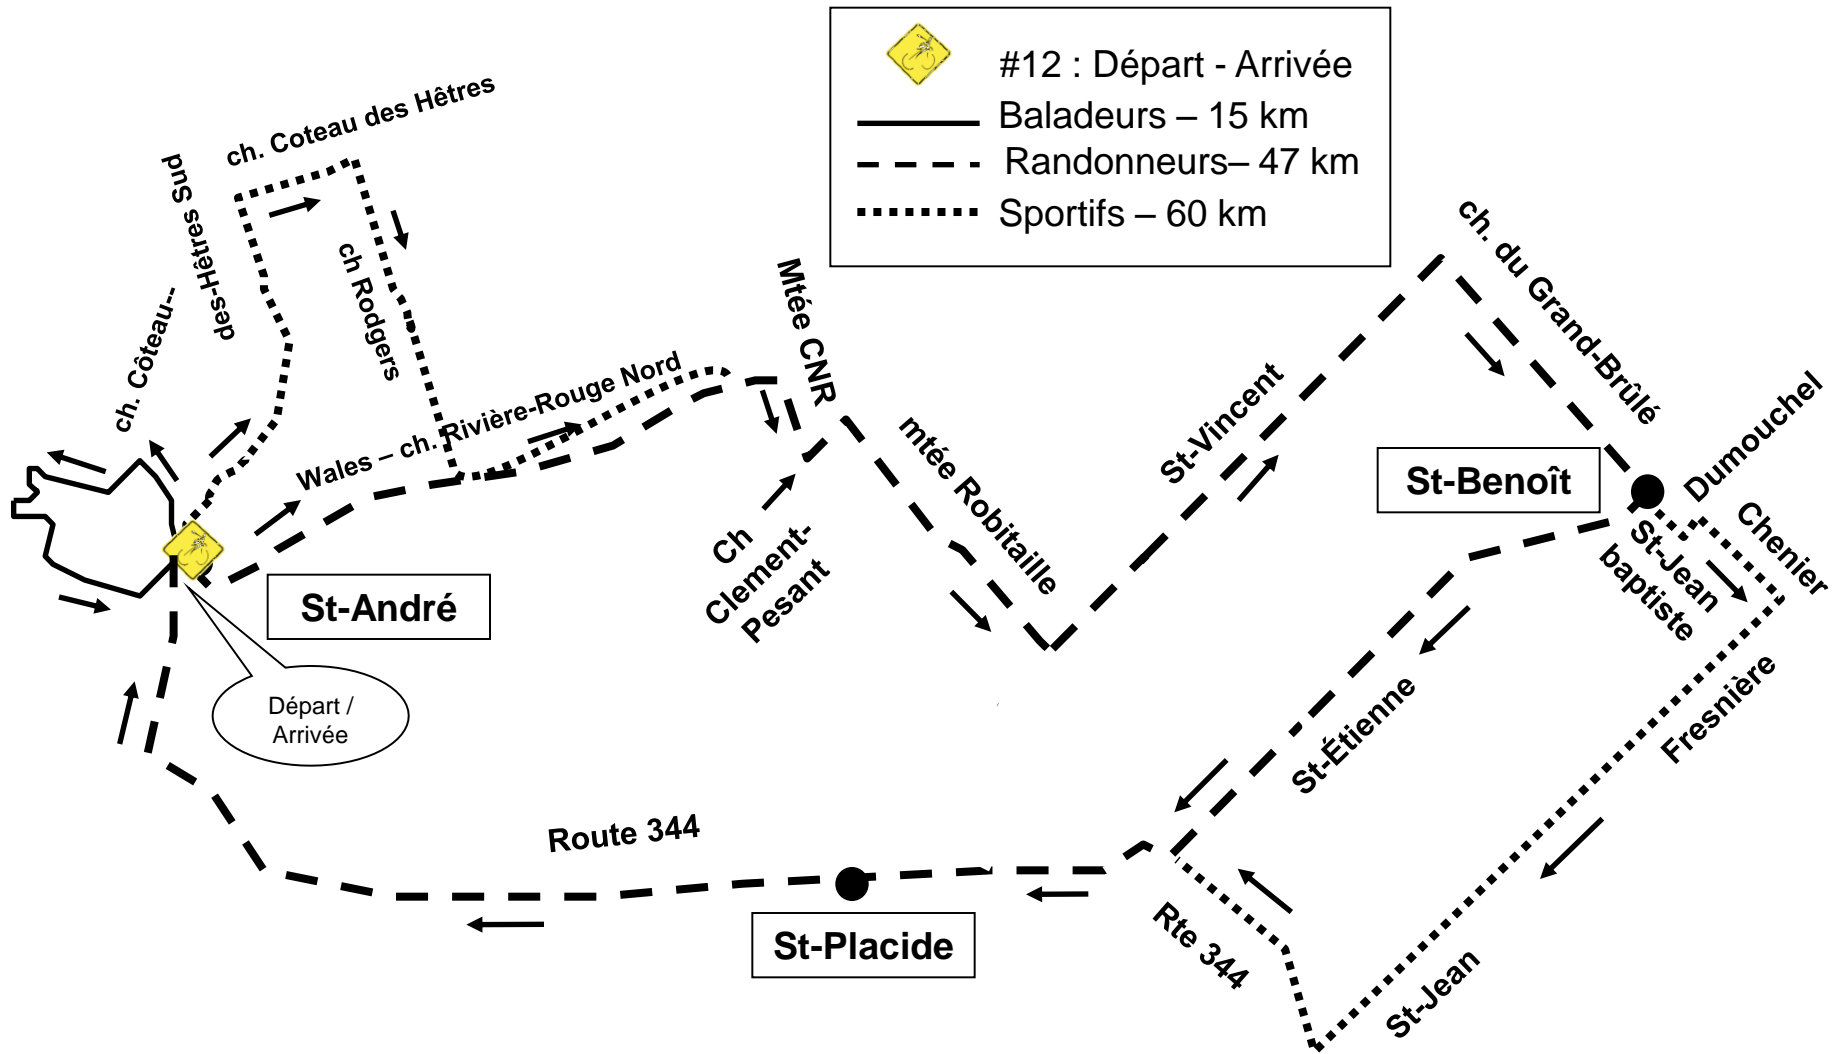 #12 : Départ - Arrivée
Baladeurs – 15 km
Randonneurs– 47 km
Sportifs – 60 km
ch. Coteau des Hêtres
ch. Côteau--
des-Hêtres Sud
ch Rodgers
Wales – ch. Rivière-Rouge Nord
Mtée CNR
Ch
Clement-
Pesant
mtée Robitaille
St-Vincent
ch. du Grand-Brûlé
St-Benoît
Dumouchel
Chenier
St-Jean
baptiste
Fresnière
St-Étienne
St-André
Départ /
Arrivée
Route 344
St-Placide
Rte 344
St-Jean